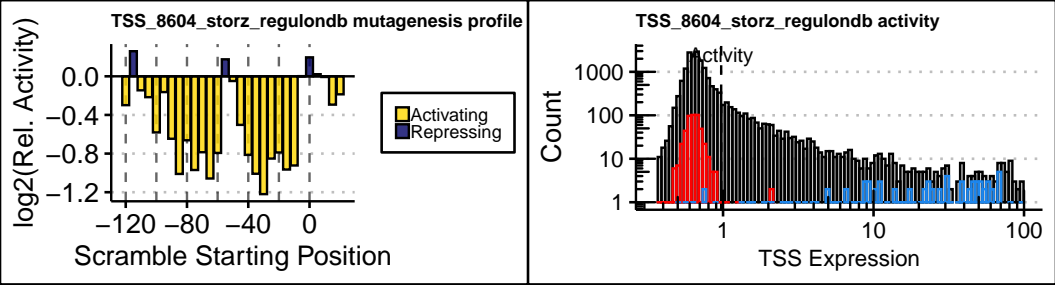 TSS_8604_storz_regulondb mutagenesis profile
log2(Rel. Activity)
0.0
−0.4
−0.8
−1.2
−120
−80
−40
0
Scramble Starting Position
Activating
Repressing
TSS_8604_storz_regulondb activity
Activity
Count
1000
100
10
1
1
10
100
TSS Expression